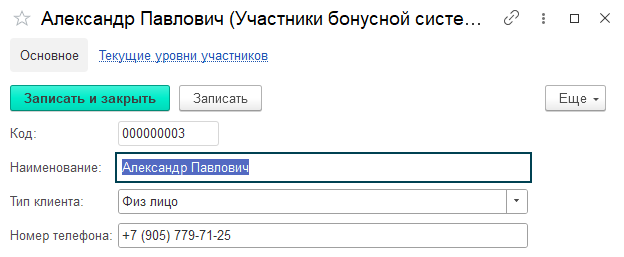 Александр Павлович (Участники бонусной систе...
Основное Текущие уровни участников
Записать и закрыть Записать Еще
Код: 000000003
Наименование: Александр Павлович
Тип клиента: Физ лицо
Номер телефона: +7 (905) 779-71-25